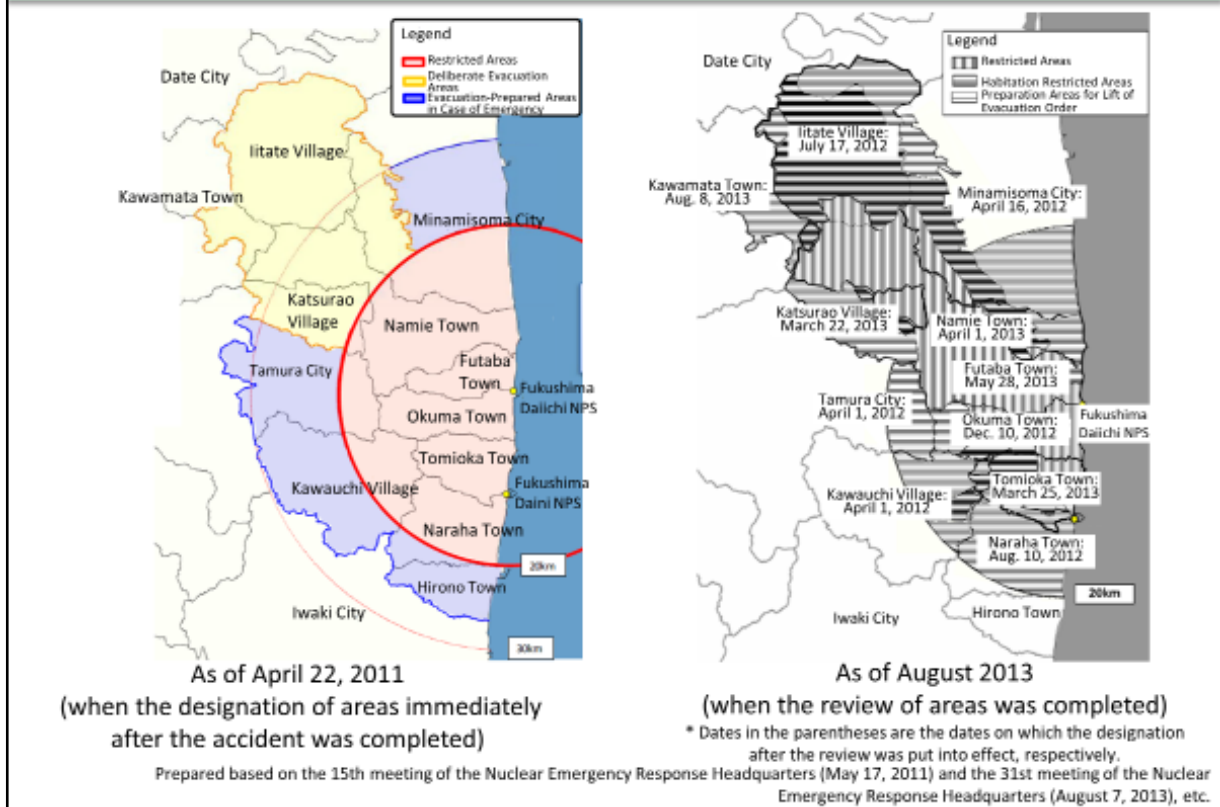 Legend
Restricted Areas
Deliberate Evacuation
Areas
Evacuation-Prepared Areas
in Case of Emergency
Date City
Iitate Village
Kawamata Town
Minamisoma City
Katsurao
Village
Namie Town
Futaba
Town
Tamura City
Fukushima
Daiichi NPS
Okuma Town
Tomioka Town
Kawauchi Village
Fukushima
Daini NPS
Naraha Town
20km
Hirono Town
Iwaki City
30km
As of April 22, 2011
(when the designation of areas immediately
after the accident was completed)
Legend
Restricted Areas
Habitation Restricted Areas
Preparation Areas for Lift of
Evacuation Order
Date City
Iitate Village:
July 17, 2012
Kawamata Town:
Aug. 8, 2013
Minamisoma City:
April 16, 2012
Katsurao Village:
March 22, 2013
Namie Town:
April 1, 2013
Futaba Town:
May 28, 2013
Tamura City:
April 1, 2012
Okuma Town:
Dec. 10, 2012
Fukushima
Daiichi NPS
Tomioka Town:
March 25, 2013
Kawauchi Village:
April 1, 2012
Naraha Town:
Aug. 10, 2012
20km
Iwaki City
Hirono Town
As of August 2013
(when the review of areas was completed)
* Dates in the parentheses are the dates on which the designation
after the review was put into effect, respectively.
Prepared based on the 15th meeting of the Nuclear Emergency Response Headquarters (May 17, 2011) and the 31st meeting of the Nuclear
Emergency Response Headquarters (August 7, 2013), etc.